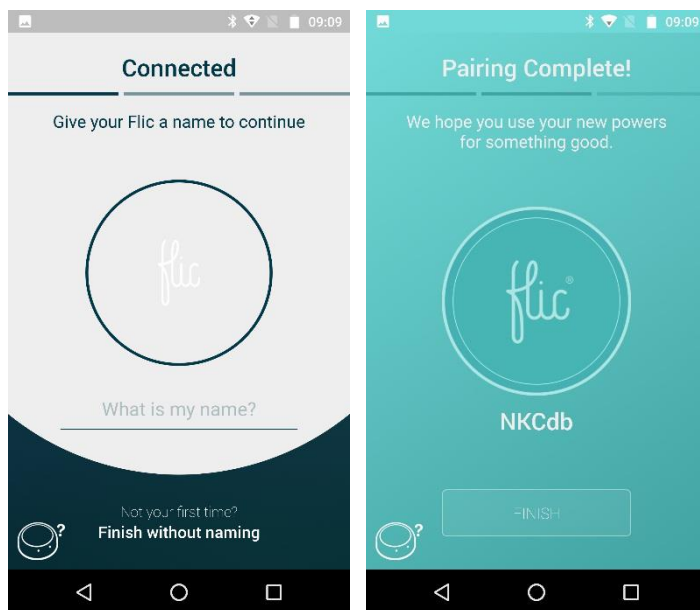 09:09
Connected
Give your Flic a name to continue
flic
What is my name?
Not your first time?
Finish without naming
?
09:09
Pairing Complete!
We hope you use your new powers
for something good.
flic®
NKCdb
FINISH
?